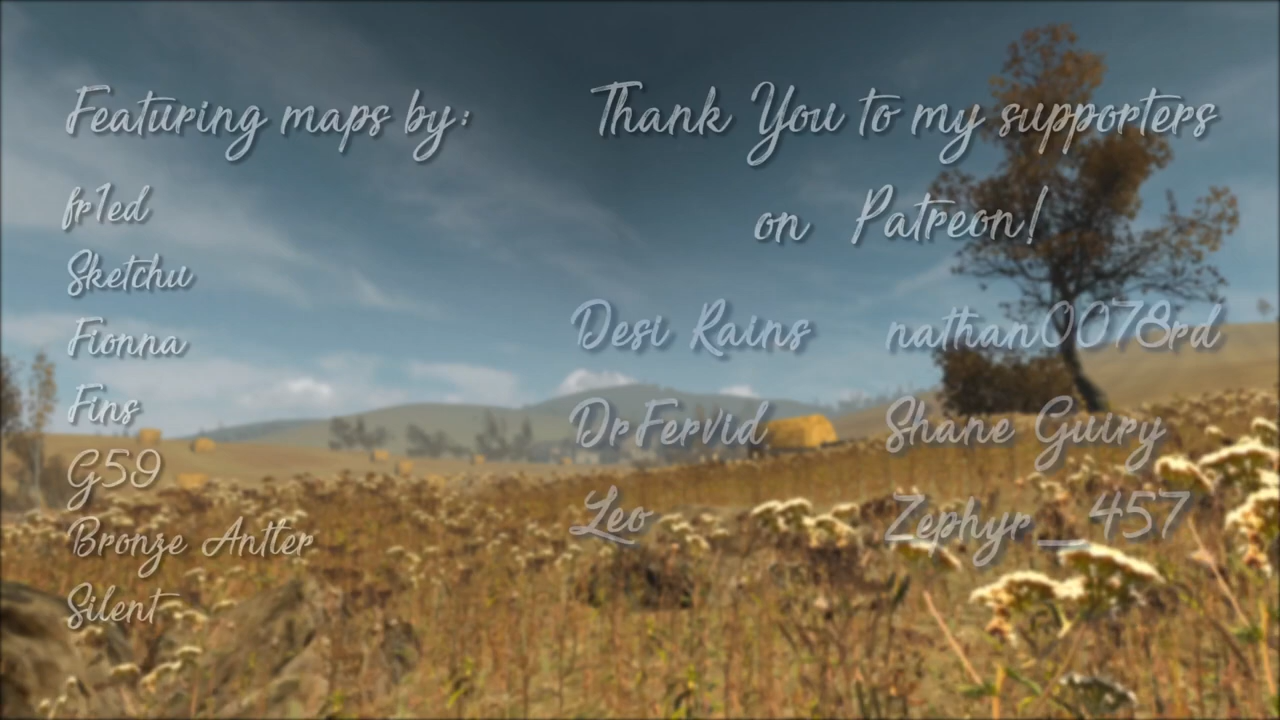 Featuring maps by:
fr1ed
Sketchu
Fionna
Fins
G59
Bronze Antler
Silent
Thank You to my supporters
on Patreon!
Desi Rains nathan0078rd
DrFervid Shane Guiry
Leo Zephyr_457